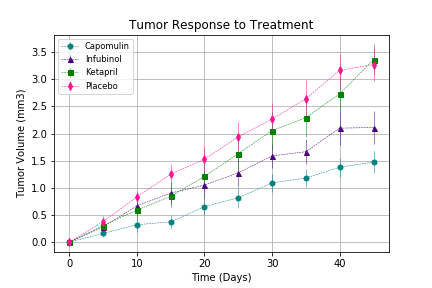 Tumor Response to Treatment
Capomulin
Infubinol
Ketapril
Placebo
3.5
3.0
2.5
2.0
1.5
1.0
0.5
0.0
Tumor Volume (mm3)
0 10 20 30 40
Time (Days)